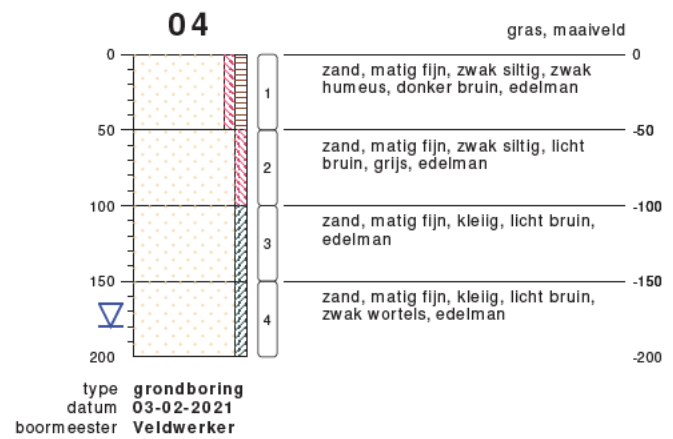 04
gras, maaiveld
0
0
1
zand, matig fijn, zwak siltig, zwak
humeus, donker bruin, edelman
50
-50
2
zand, matig fijn, zwak siltig, licht
bruin, grijs, edelman
100
-100
3
zand, matig fijn, kleiig, licht bruin,
edelman
150
-150
4
zand, matig fijn, kleiig, licht bruin,
zwak wortels, edelman
200
-200
type grondboring
datum 03-02-2021
boormeester Veldwerker